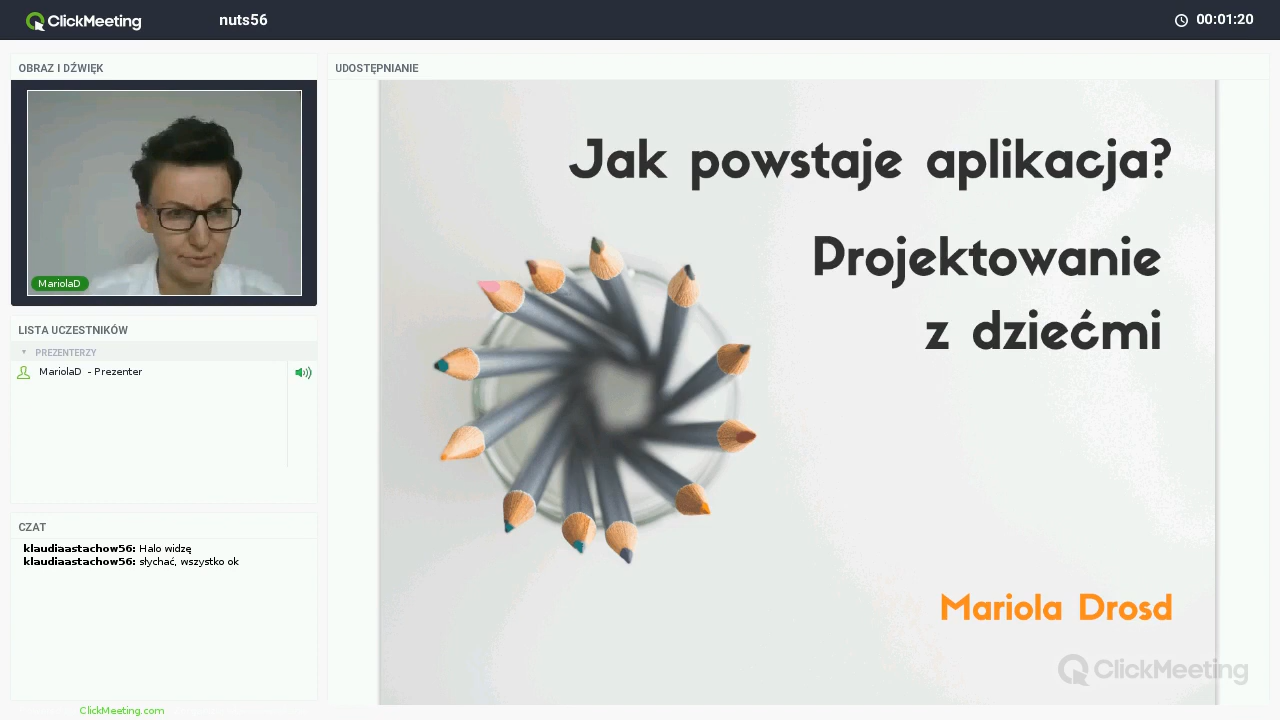 ClickMeeting
nuts56
00:01:20
OBRAZ I DŹWIĘK
MariolaD
LISTA UCZESTNIKÓW
PREZENTERZY
MariolaD - Prezenter
CZAT
klaudiaastachow56: Halo widzę
klaudiaastachow56: słychać, wszystko ok
ClickMeeting.com
UDOSTĘPNIANIE
Jak powstaje aplikacja?
Projektowanie
z dziećmi
Mariola Drosd
ClickMeeting